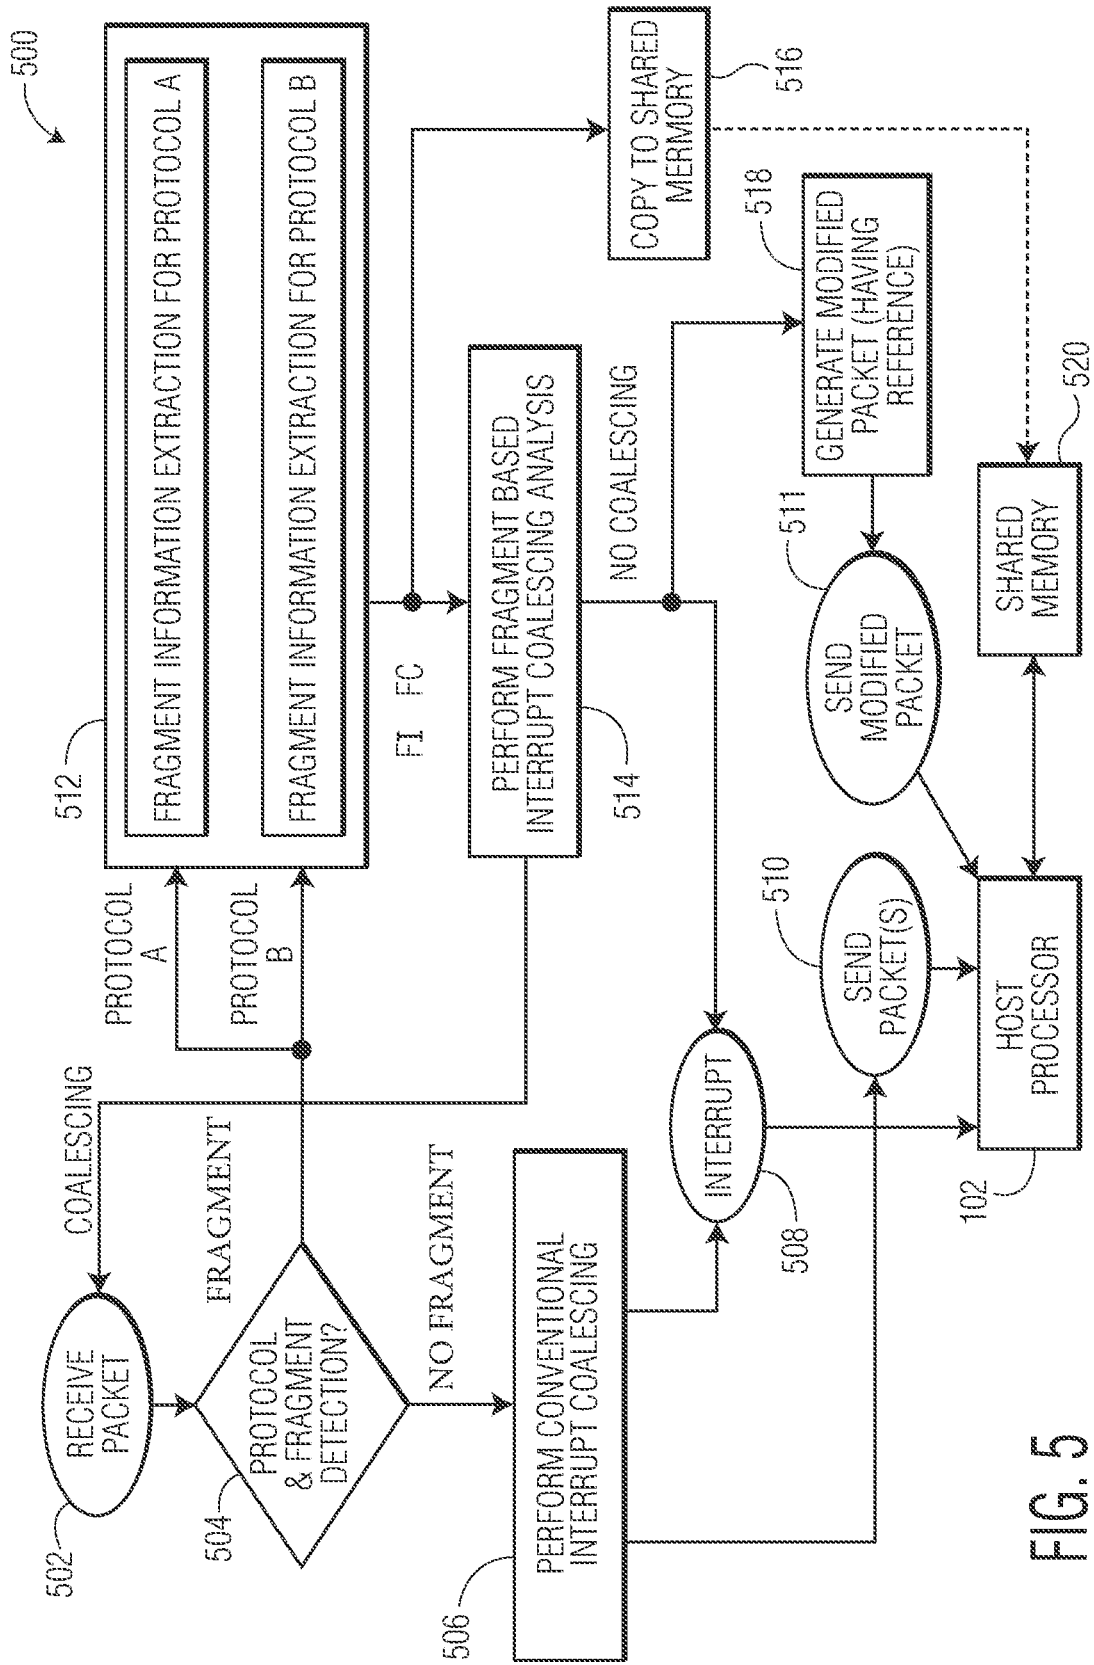 500
RECEIVE
PACKET
502
COALESCING
PROTOCOL
& FRAGMENT
DETECTION?
504
FRAGMENT
NO FRAGMENT
PROTOCOL
A
PROTOCOL
B
512
FRAGMENT INFORMATION EXTRACTION FOR PROTOCOL A
FRAGMENT INFORMATION EXTRACTION FOR PROTOCOL B
FI FC
PERFORM FRAGMENT BASED
INTERRUPT COALESCING ANALYSIS
514
NO COALESCING
COPY TO SHARED
MERMORY
516
PERFORM CONVENTIONAL
INTERRUPT COALESCING
506
INTERRUPT
508
518
GENERATE MODIFIED
PACKET (HAVING
REFERENCE)
511
SEND
MODIFIED
PACKET
510
SEND
PACKET(S)
HOST
PROCESSOR
102
SHARED
MEMORY
520
FIG. 5